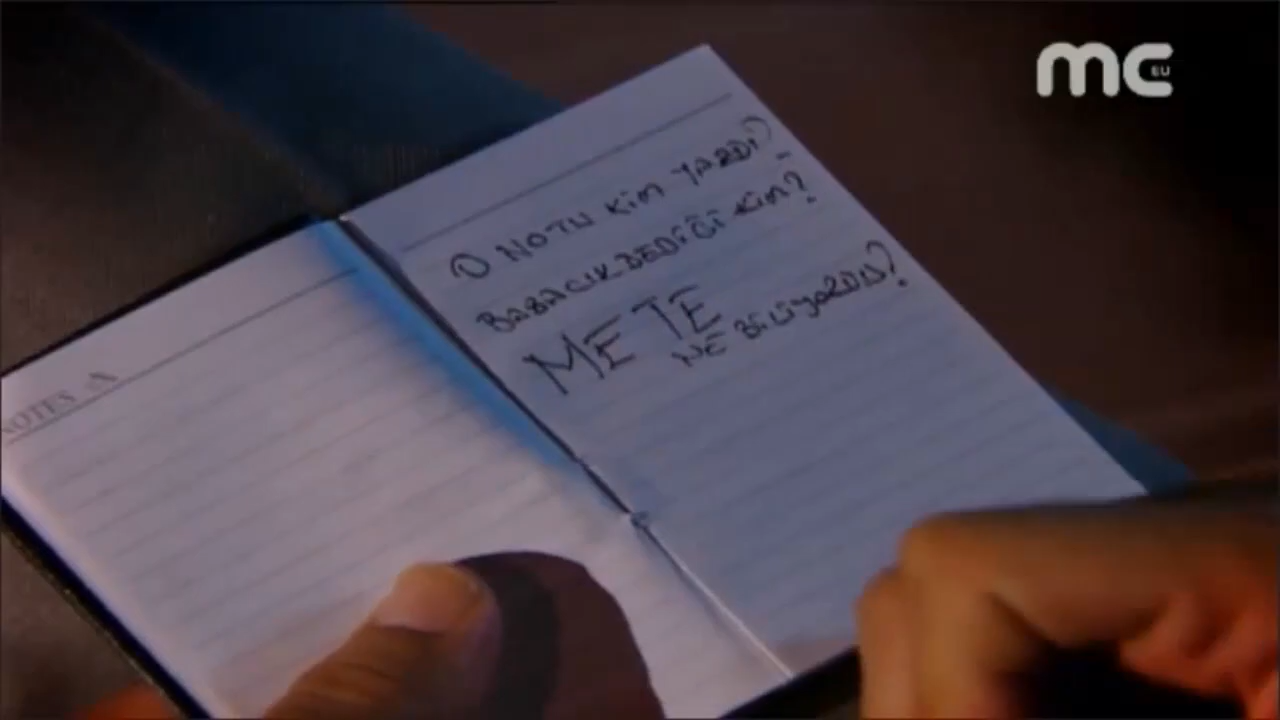 mc EU
NOTES
O NOTU KİM YAZDI?
BABACIK DEDİĞİ KİM?
METE
NE BİLİYORDU?